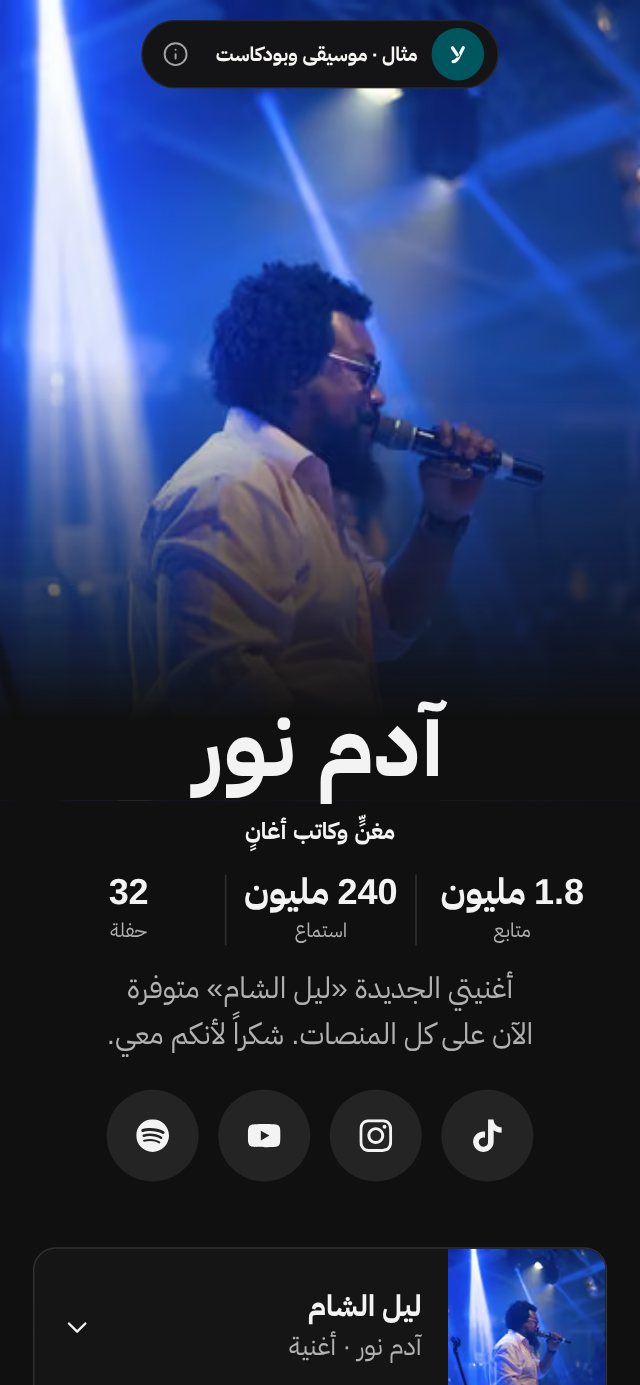 مثال · موسيقى وبودكاست
آدم نور
مغنٍّ وكاتب أغانٍ
1.8 مليون
متابع
240 مليون
استماع
32
حفلة
أغنيتي الجديدة «ليل الشام» متوفرة
الآن على كل المنصات. شكراً لأنكم معي.
ليل الشام
آدم نور · أغنية